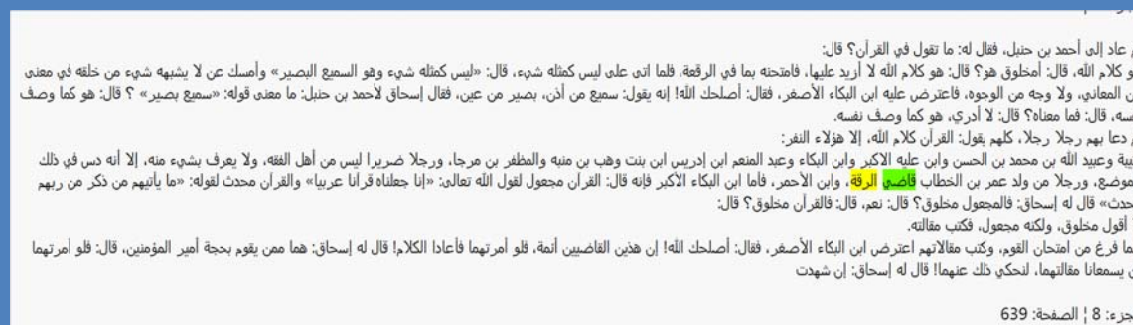 عاد إلى أحمد بن حنبل، فقال له: ما تقول في القرآن؟ قال:
كلام الله، قال: أمخلوق هو؟ قال: هو كلام الله لا أزيد عليها، فامتحنه بما في الرقعة، فلما اتى على ليس كمثله شيء، قال: «ليس كمثله شيء وهو السميع البصير» وأمسك عن لا يشبهه شيء من خلقه في معنى
المعاني، ولا وجه من الوجوه، فاعترض عليه ابن البكاء الأصغر، فقال: أصلحك الله! إنه يقول: سميع من أذن، بصير من عين، فقال إسحاق لاحمد بن حنبل: ما معنى قوله: «سميع بصير» ؟ قال: هو كما وصف
قال: فما معناه؟ قال: لا أدري، هو كما وصف نفسه.
دعا بهم رجلا رجلا، كلهم يقول: القرآن كلام الله، إلا هؤلاء النفر:
وعبيد الله بن محمد بن الحسن وابن عليه الاكبر وابن البكاء وعبد المنعم ابن إدريس ابن بنت وهب بن منبه والمظفر بن مرجا، ورجلا ضريرا ليس من أهل الفقه، ولا يعرف بشيء منه، إلا أنه دس في ذلك
ورجلا من ولد عمر بن الخطاب قاضي الرقة، وابن الأحمر، فأما ابن البكاء الأكبر فإنه قال: القرآن مجعول لقول الله تعالى: «إنا جعلناه قرآنا عربيا» والقرآن محدث لقوله: «ما يأتيهم من ذكر من ربهم
قال له إسحاق: فالمجعول مخلوق؟ قال: نعم، قال: فالقرآن مخلوق؟ قال:
أقول مخلوق، ولكنه مجعول، فكتب مقالته.
فرغ من امتحان القوم، وكتب مقالاتهم اعترض ابن البكاء الأصغر، فقال: أصلحك الله! إن هذين القاضيين أئمة، فلو أمرتهما فأعادا الكلام! قال له إسحاق: هما ممن يقوم بحجة أمير المؤمنين، قال: فلو أمرتهما
يسمعانا مقالتهما، لنحكي ذلك عنهما! قال له إسحاق: إن شهدت
8 ¦ الصفحة: 639